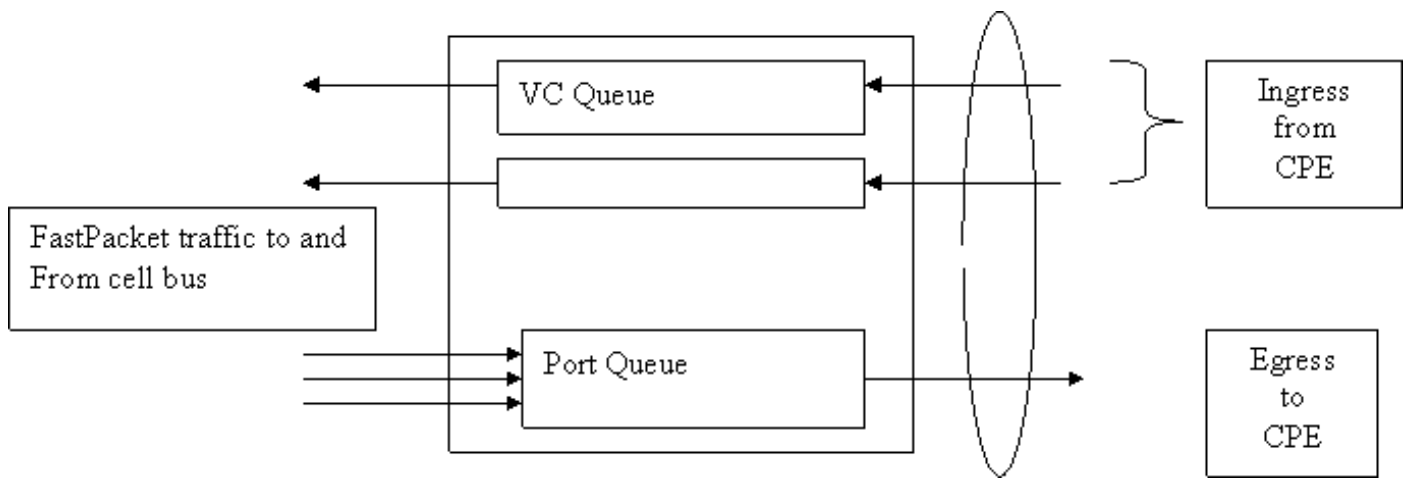 VC Queue
Ingress
from
CPE
FastPacket traffic to and
From cell bus
Port Queue
Egress
to
CPE